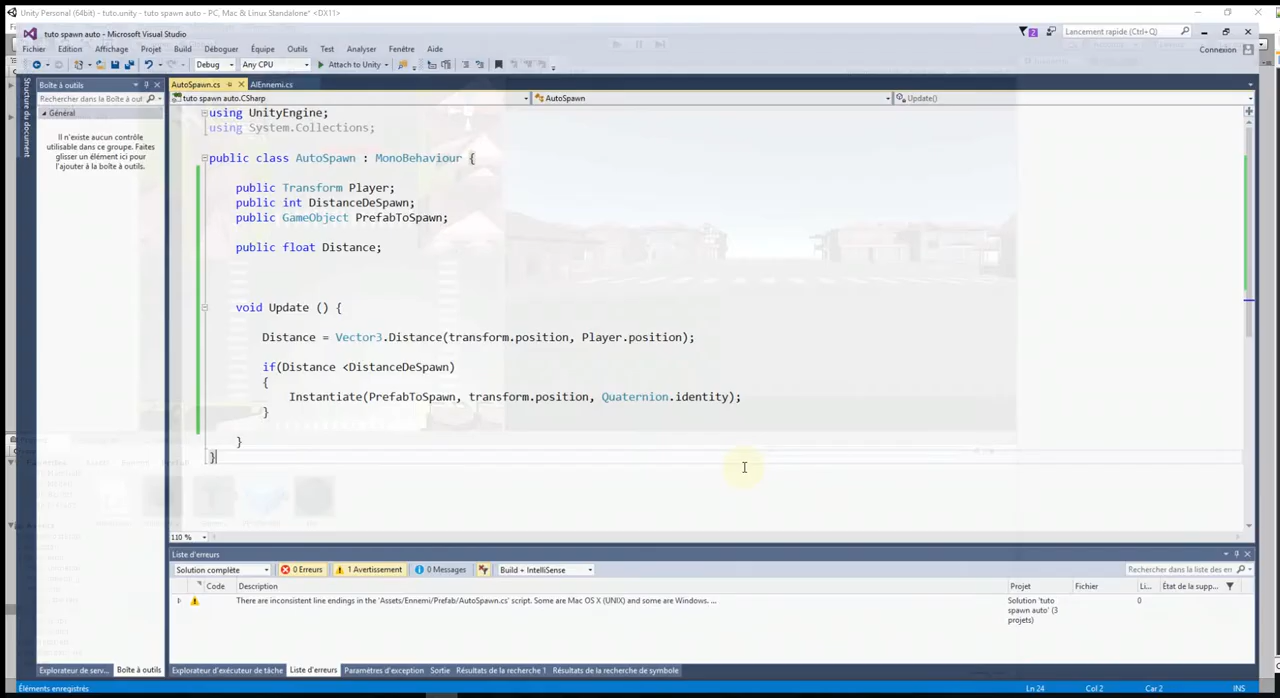 Unity Personal (64bit) - tuto.unity - tuto spawn auto - PC, Mac & Linux Standalone* <DX11>
tuto spawn auto - Microsoft Visual Studio
2
Lancement rapide (Ctrl+Q)
Fichier Edition Affichage Projet Build Déboguer Équipe Outils Test Analyser Fenêtre Aide
Connexion
Debug Any CPU Attach to Unity
Structure du document
Boîte à outils
AutoSpawn.cs AIEnnemi.cs
Rechercher dans la Boîte à out
tuto spawn auto.CSharp AutoSpawn Update()
Général
Il n'existe aucun contrôle
utilisable dans ce groupe. Faites
glisser un élément ici pour
l'ajouter à la boîte à outils.
using UnityEngine;
using System.Collections;
public class AutoSpawn : MonoBehaviour {
public Transform Player;
public int DistanceDeSpawn;
public GameObject PrefabToSpawn;
public float Distance;
void Update () {
Distance = Vector3.Distance(transform.position, Player.position);
if(Distance <DistanceDeSpawn)
{
Instantiate(PrefabToSpawn, transform.position, Quaternion.identity);
}
}
}
110 %
Liste d'erreurs
Solution complète 0 Erreurs 1 Avertissement 0 Messages Build + IntelliSense Rechercher dans la liste des err
Code Description Projet Fichier Li... État de la supp...
There are inconsistent line endings in the 'Assets/Ennemi/Prefab/AutoSpawn.cs' script. Some are Mac OS X (UNIX) and some are Windows. ...
Solution 'tuto
spawn auto' (3
projets)
0
Explorateur de serv... Boîte à outils Explorateur d'exécuteur de tâche Liste d'erreurs Paramètres d'exception Sortie Résultats de la recherche 1 Résultats de la recherche de symbole
Éléments enregistrés Ln 24 Col 2 Car 2 INS